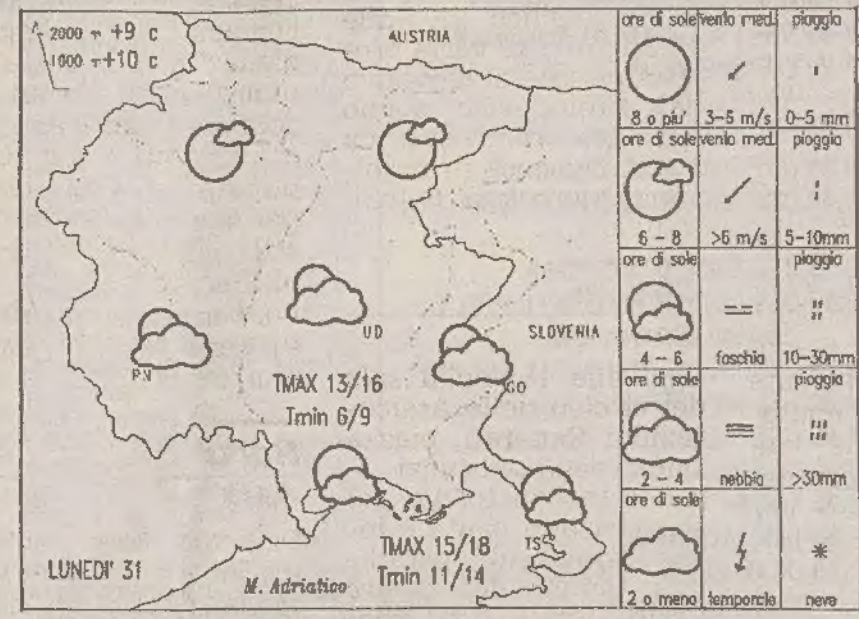 2000 m +9 C
1000 m +10 C
AUSTRIA
PN
UD
SLOVENIA
GO
TMAX 13/16
Tmin 6/9
TMAX 15/18
Tmin 11/14
TS
LUNEDI' 31
M. Adriatico
ore di sole vento med. pioggia
8 o piu' 3-6 m/s 0-5 mm
ore di sole vento med. pioggia
6 - 8 >6 m/s 5-10mm
ore di sole pioggia
4 - 6 foschia 10-30mm
ore di sole pioggia
2 - 4 nebbia >30mm
ore di sole
2 o meno temporale neve